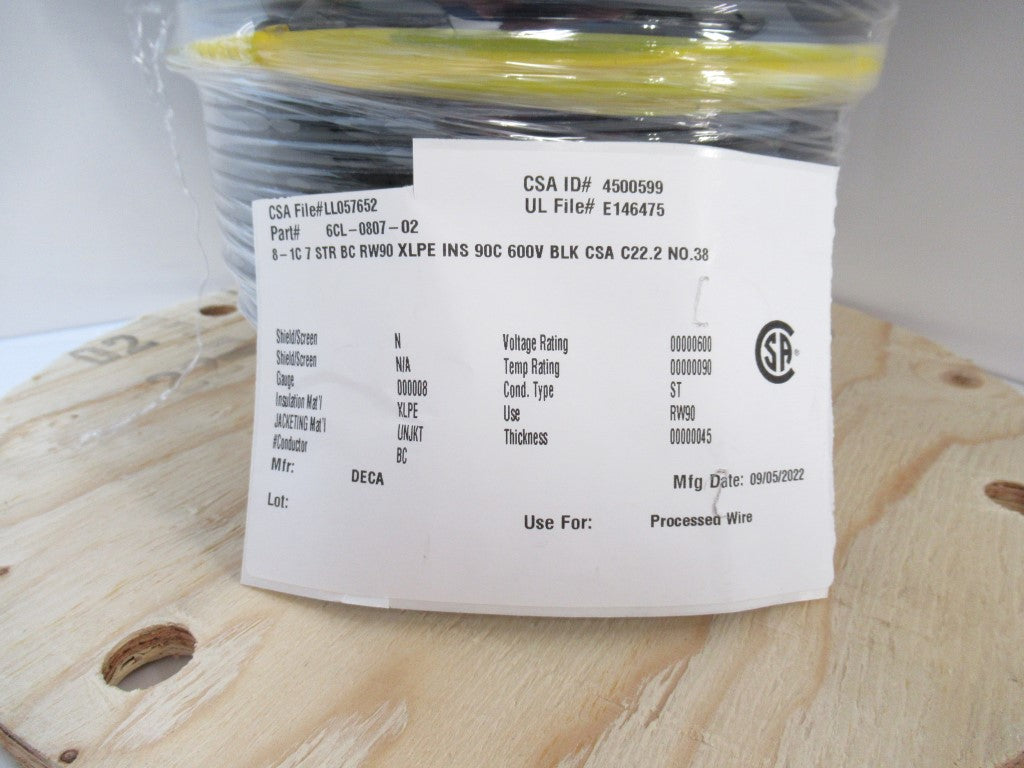 CSA ID# 4500599
UL File# E146475
CSA File#LL057652
Part# 6CL-0807-02
8-1C 7 STR BC RW90 XLPE INS 90C 600V BLK CSA C22.2 NO.38
Shield/Screen N
Shield/Screen N/A
Gauge 000008
Insulation Mat'l XLPE
JACKETING Mat'l UNJKT
#Conductor BC
Mfr: DECA
Lot:
Voltage Rating 00000600
Temp Rating 00000090
Cond. Type ST
Use RW90
Thickness 00000045
SA
Mfg Date: 09/05/2022
Use For: Processed Wire
02